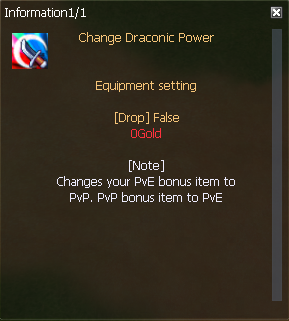 Information1/1
Change Draconic Power
Equipment setting
[Drop] False
0Gold
[Note]
Changes your PvE bonus item to
PvP. PvP bonus item to PvE